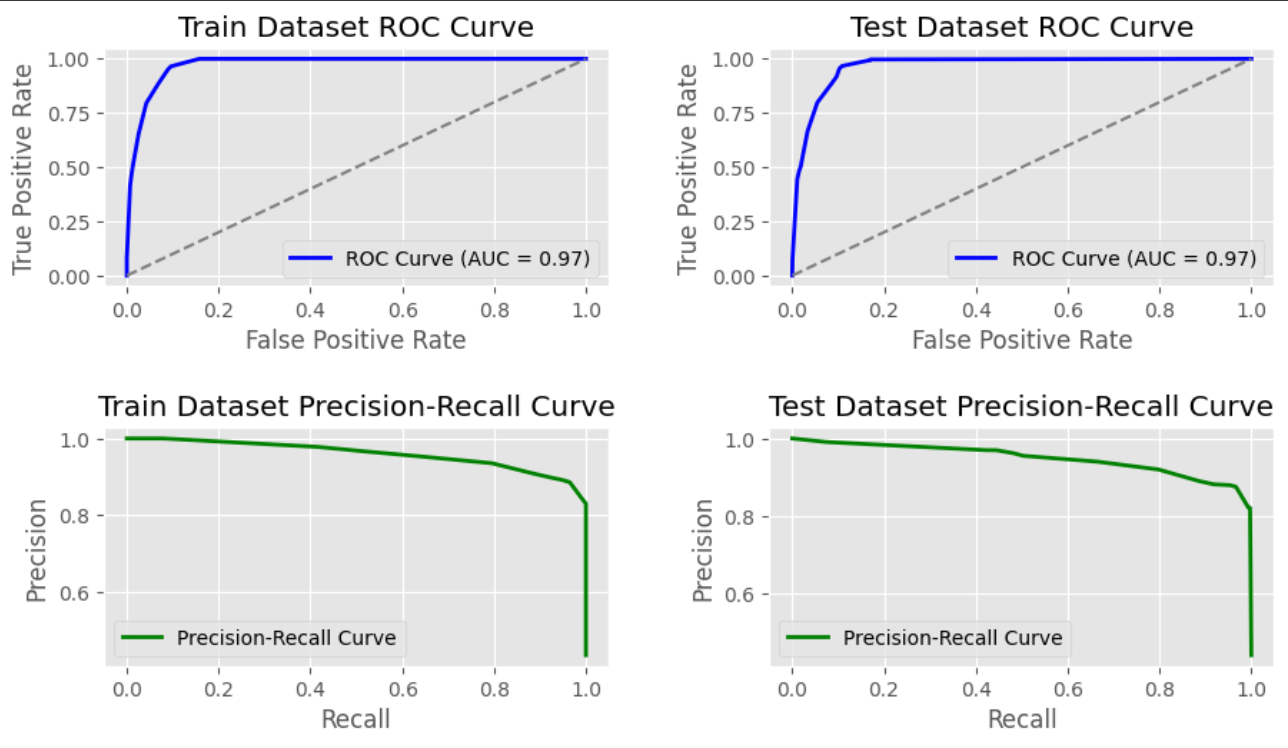 Train Dataset ROC Curve
1.00
0.75
0.50
0.25
0.00
True Positive Rate
ROC Curve (AUC = 0.97)
0.0 0.2 0.4 0.6 0.8 1.0
False Positive Rate
Test Dataset ROC Curve
1.00
0.75
0.50
0.25
0.00
True Positive Rate
ROC Curve (AUC = 0.97)
0.0 0.2 0.4 0.6 0.8 1.0
False Positive Rate
Train Dataset Precision-Recall Curve
1.0
0.8
0.6
Precision
Precision-Recall Curve
0.0 0.2 0.4 0.6 0.8 1.0
Recall
Test Dataset Precision-Recall Curve
1.0
0.8
0.6
Precision
Precision-Recall Curve
0.0 0.2 0.4 0.6 0.8 1.0
Recall